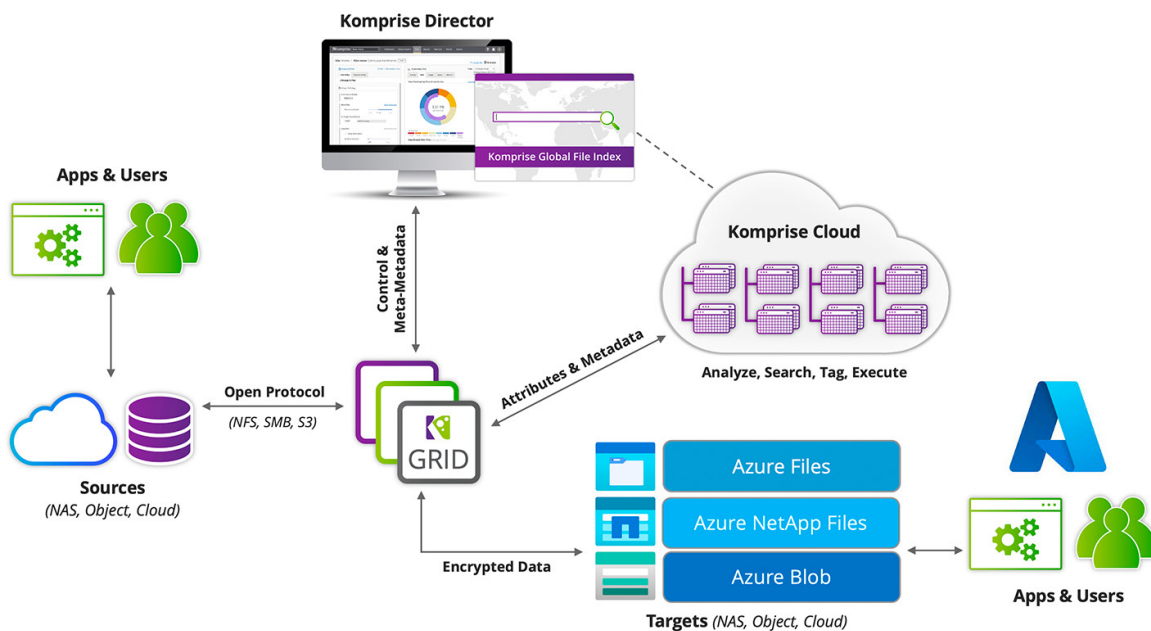 Komprise Director
Komprise Global File Index
Apps & Users
Komprise Cloud
Control &
Meta-Metadata
Attributes & Metadata
Analyze, Search, Tag, Execute
Open Protocol
(NFS, SMB, S3)
GRID
Sources
(NAS, Object, Cloud)
Azure Files
Azure NetApp Files
Azure Blob
Encrypted Data
Apps & Users
Targets (NAS, Object, Cloud)